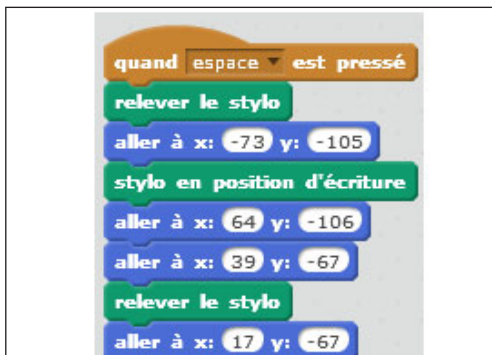 quand espace est pressé
relever le stylo
aller à x: -73 y: -105
stylo en position d'écriture
aller à x: 64 y: -106
aller à x: 39 y: -67
relever le stylo
aller à x: 17 y: -67